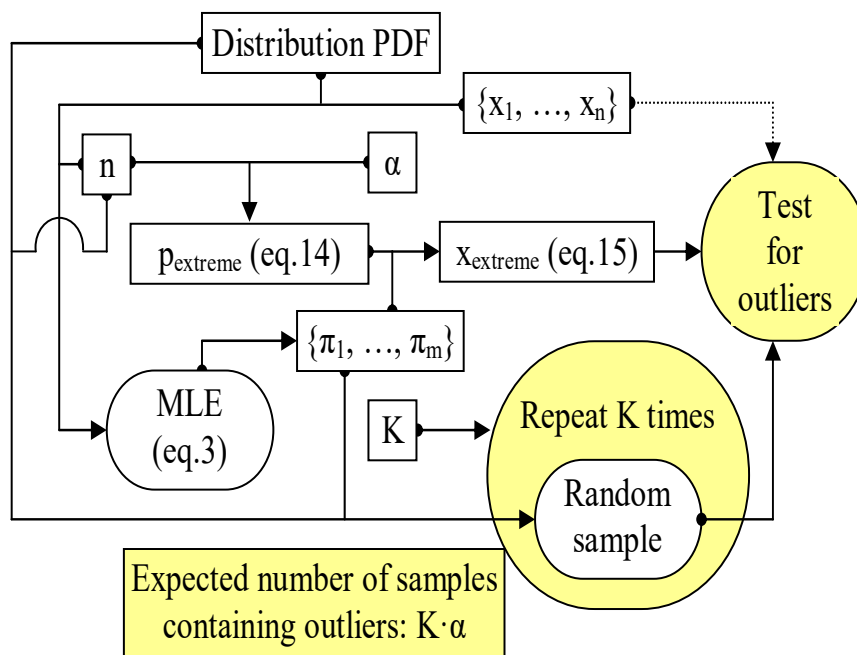 Distribution PDF
{x₁, …, xₙ}
n
α
Test
for
outliers
pₑₓₜᵣₑₘₑ (eq.14)
xₑₓₜᵣₑₘₑ (eq.15)
{π₁, …, πₘ}
MLE
(eq.3)
K
Repeat K times
Random
sample
Expected number of samples
containing outliers: K·α